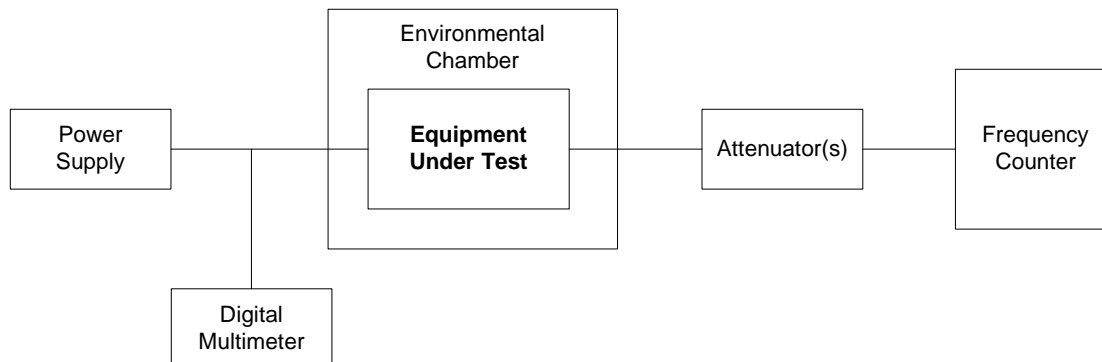 Environmental
Chamber
Power
Supply
Equipment
Under Test
Attenuator(s)
Frequency
Counter
Digital
Multimeter